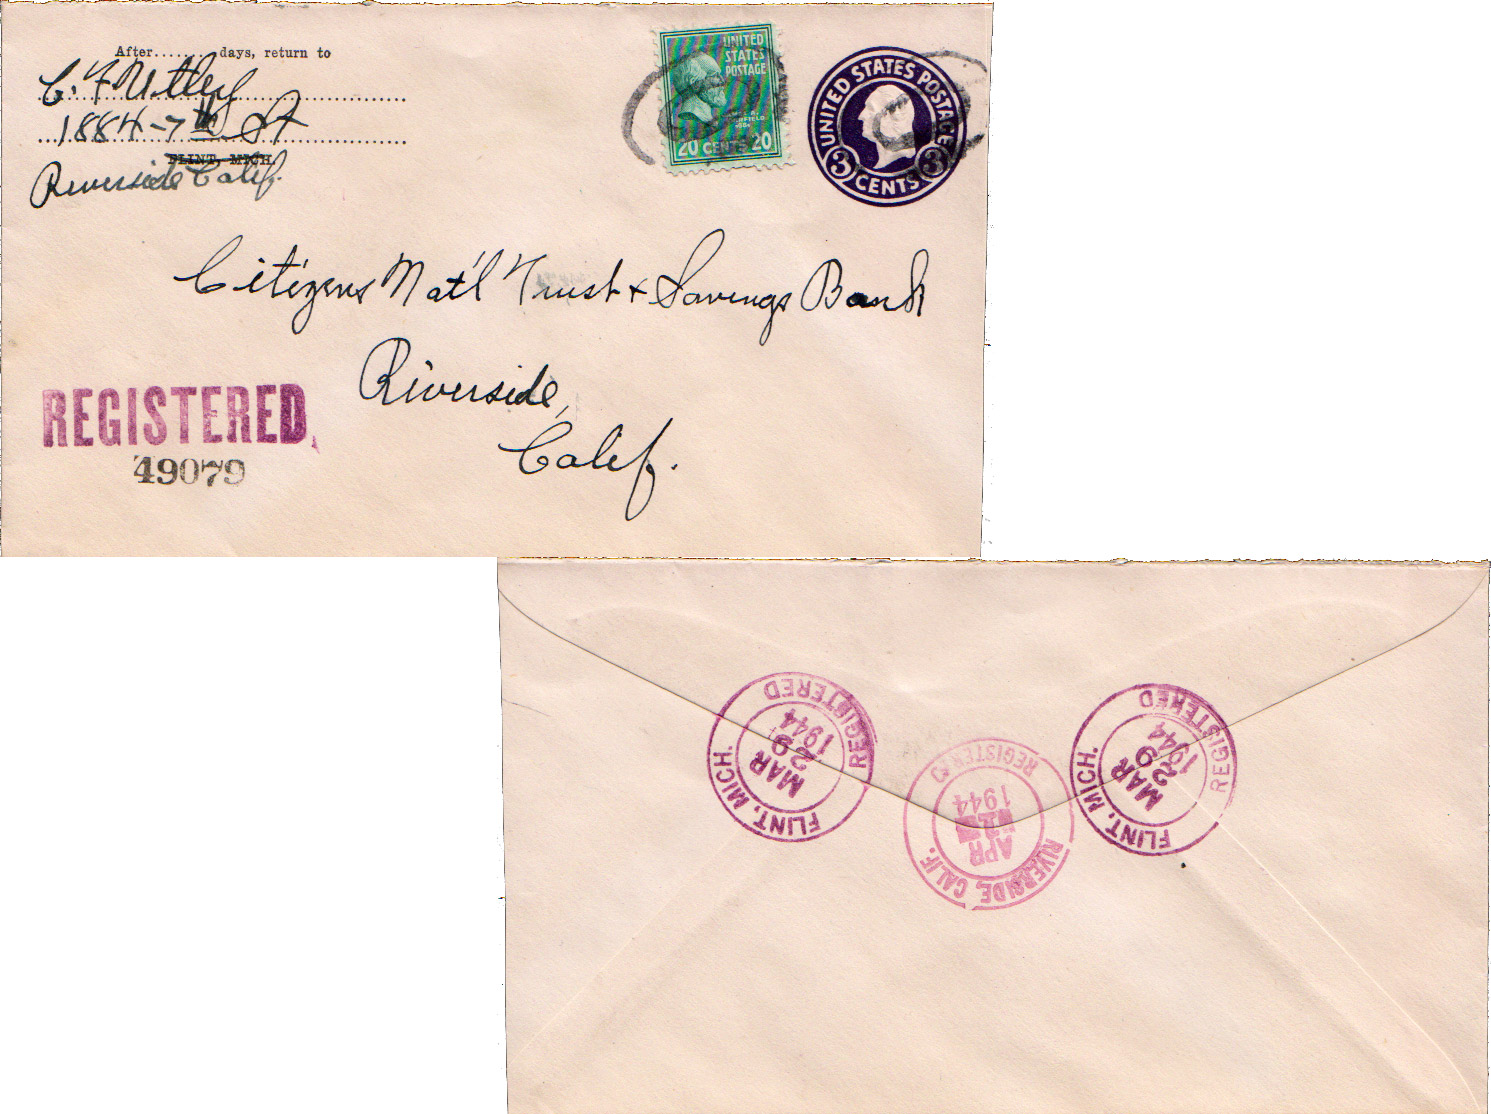 After........days, return to
C. F. Utley
1884-7th St
FLINT, MICH.
Riverside Calif.
UNITED
STATES
POSTAGE
20 CENTS 20
UNITED STATES POSTAGE
3 CENTS 3
Citizens Nat'l Trust & Savings Bank
Riverside,
Calif.
REGISTERED
49079
REGISTERED
1944
MAR
29
FLINT, MICH.
REGISTERED
1944
APR
RIVERSIDE, CALIF.
REGISTERED
1944
MAR
29
FLINT, MICH.